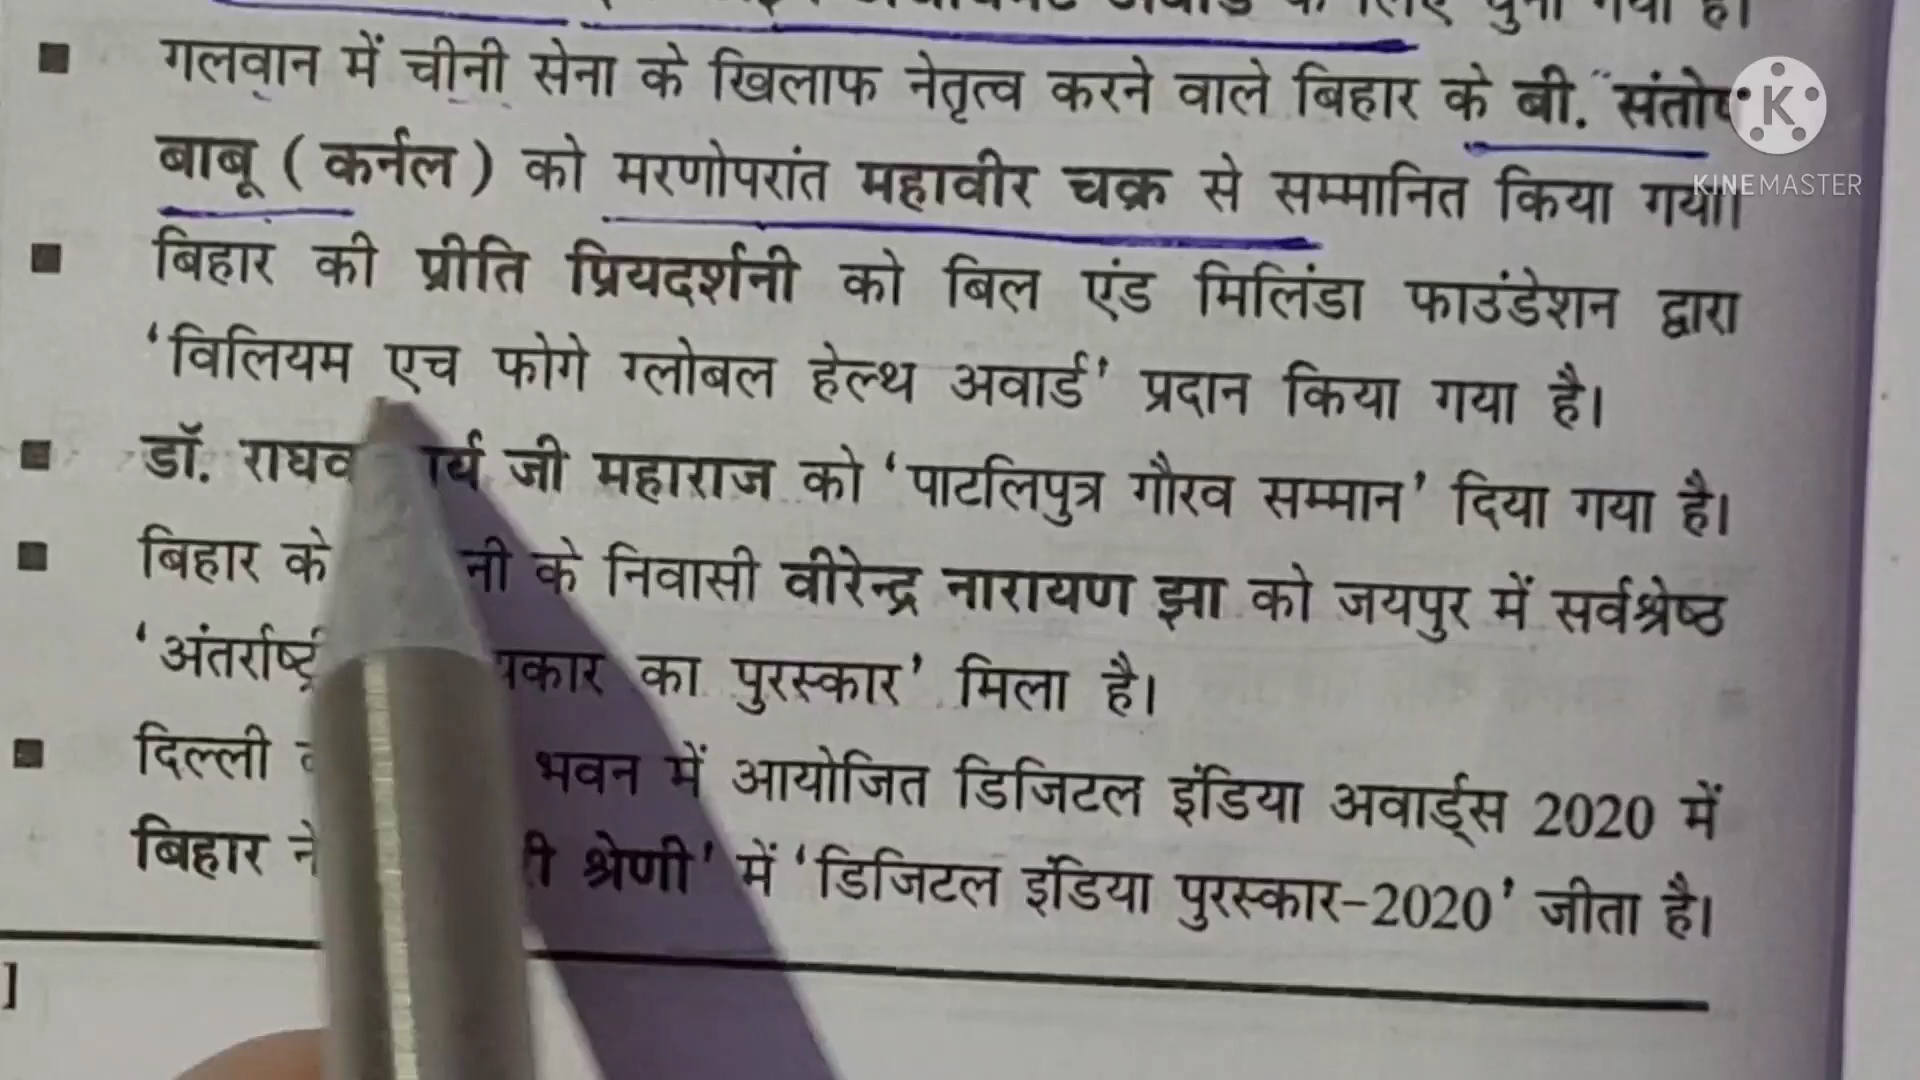 के लिए चुना गया है।
■ गलवान में चीनी सेना के खिलाफ नेतृत्व करने वाले बिहार के बी. संतोष
बाबू (कर्नल) को मरणोपरांत महावीर चक्र से सम्मानित किया गया।
KINEMASTER
■ बिहार की प्रीति प्रियदर्शनी को बिल एंड मिलिंडा फाउंडेशन द्वारा
‘विलियम एच फोगे ग्लोबल हेल्थ अवार्ड’ प्रदान किया गया है।
■ डॉ. जी महाराज को ‘पाटलिपुत्र गौरव सम्मान’ दिया गया है।
■ बिहार के के निवासी वीरेन्द्र नारायण झा को जयपुर में सर्वश्रेष्ठ
का पुरस्कार’ मिला है।
■ दिल्ली भवन में आयोजित डिजिटल इंडिया अवार्ड्स 2020 में
बिहार ने श्रेणी’ में ‘डिजिटल इंडिया पुरस्कार-2020’ जीता है।
]